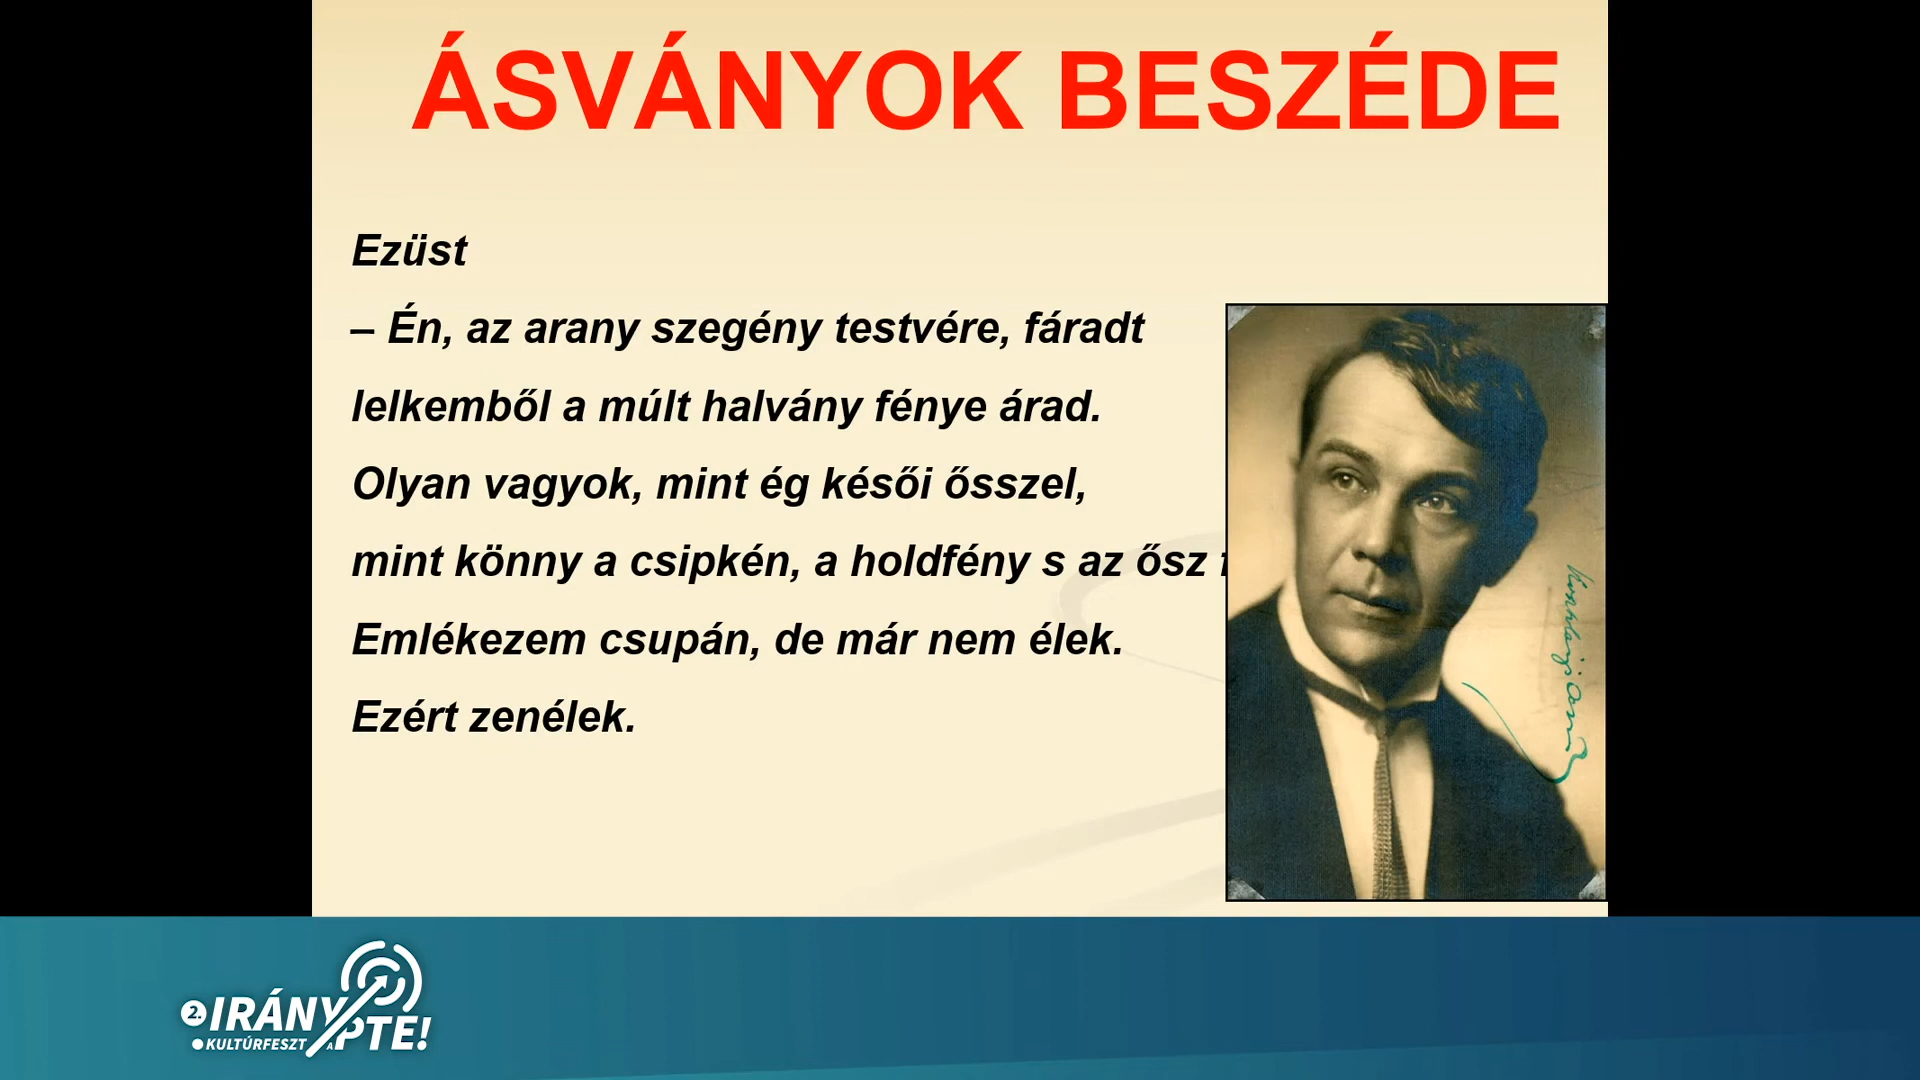 ÁSVÁNYOK BESZÉDE
Ezüst
– Én, az arany szegény testvére, fáradt
lelkemből a múlt halvány fénye árad.
Olyan vagyok, mint ég késői ősszel,
mint könny a csipkén, a holdfény s az ősz
Emlékezem csupán, de már nem élek.
Ezért zenélek.
2. IRÁNY
A PTE!
KULTÚRFESZT